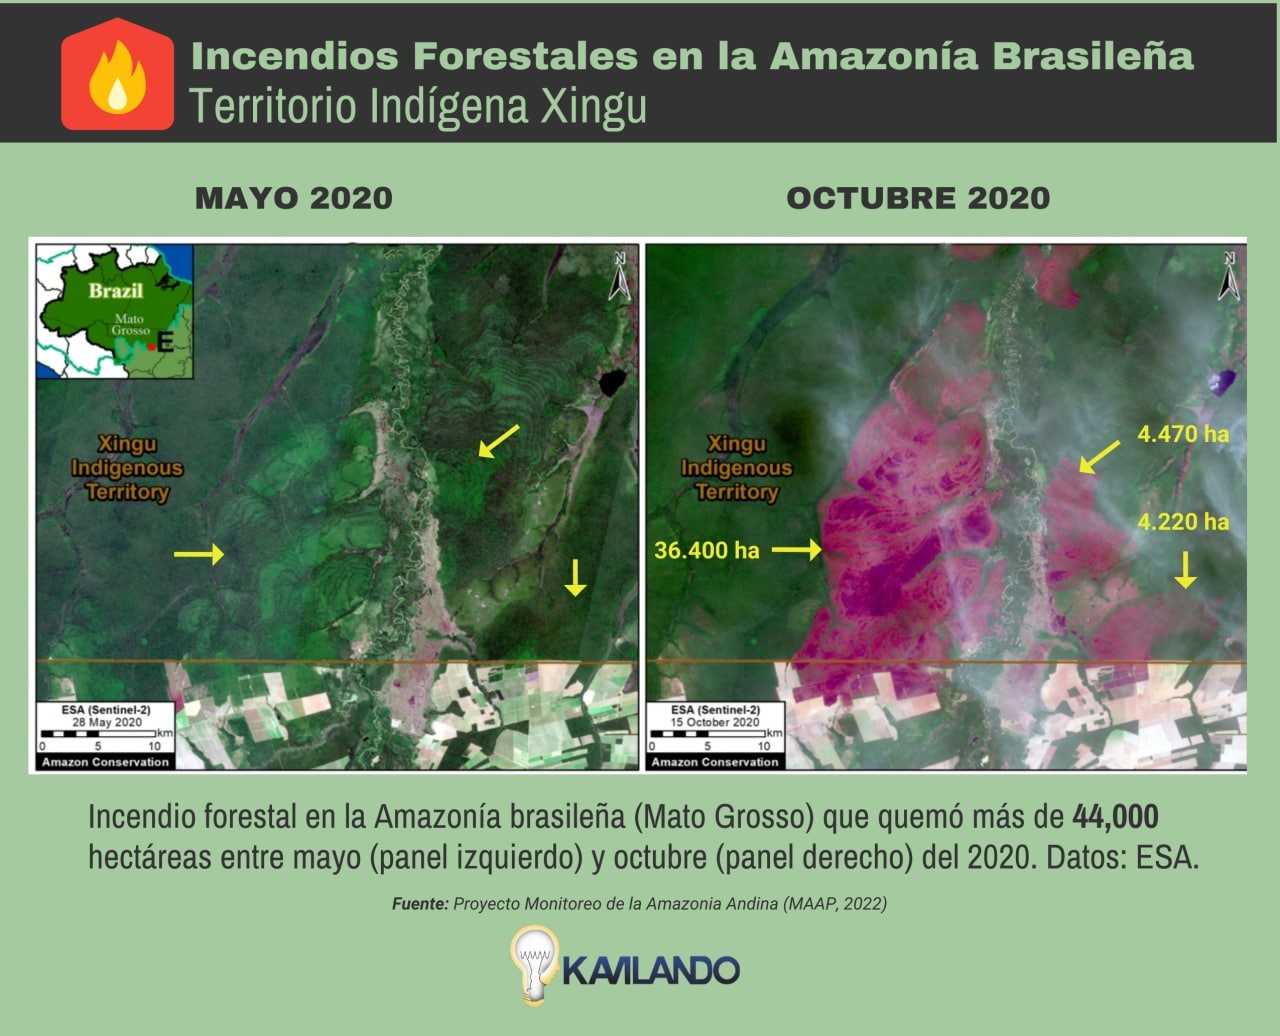 Incendios Forestales en la Amazonía Brasileña
Territorio Indígena Xingu
MAYO 2020
OCTUBRE 2020
Brazil
Mato
Grosso
E
N
Xingu
Indigenous
Territory
ESA (Sentinel-2)
28 May 2020
km
0 5 10
Amazon Conservation
N
4.470 ha
Xingu
Indigenous
Territory
4.220 ha
36.400 ha
ESA (Sentinel-2)
15 October 2020
km
0 5 10
Amazon Conservation
Incendio forestal en la Amazonía brasileña (Mato Grosso) que quemó más de 44,000
hectáreas entre mayo (panel izquierdo) y octubre (panel derecho) del 2020. Datos: ESA.
Fuente: Proyecto Monitoreo de la Amazonia Andina (MAAP, 2022)
KAVILANDO